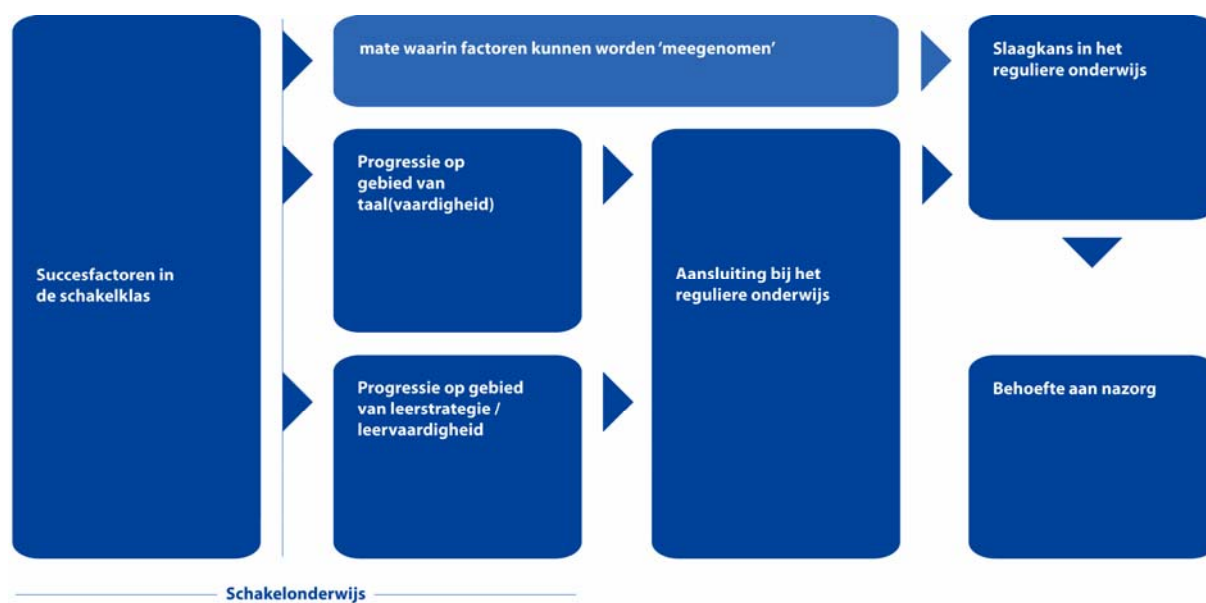 mate waarin factoren kunnen worden ‘meegenomen’
Slaagkans in het
reguliere onderwijs
Progressie op
gebied van
taal(vaardigheid)
Succesfactoren in
de schakelklas
Aansluiting bij het
reguliere onderwijs
Progressie op gebied
van leerstrategie /
leervaardigheid
Behoefte aan nazorg
Schakelonderwijs